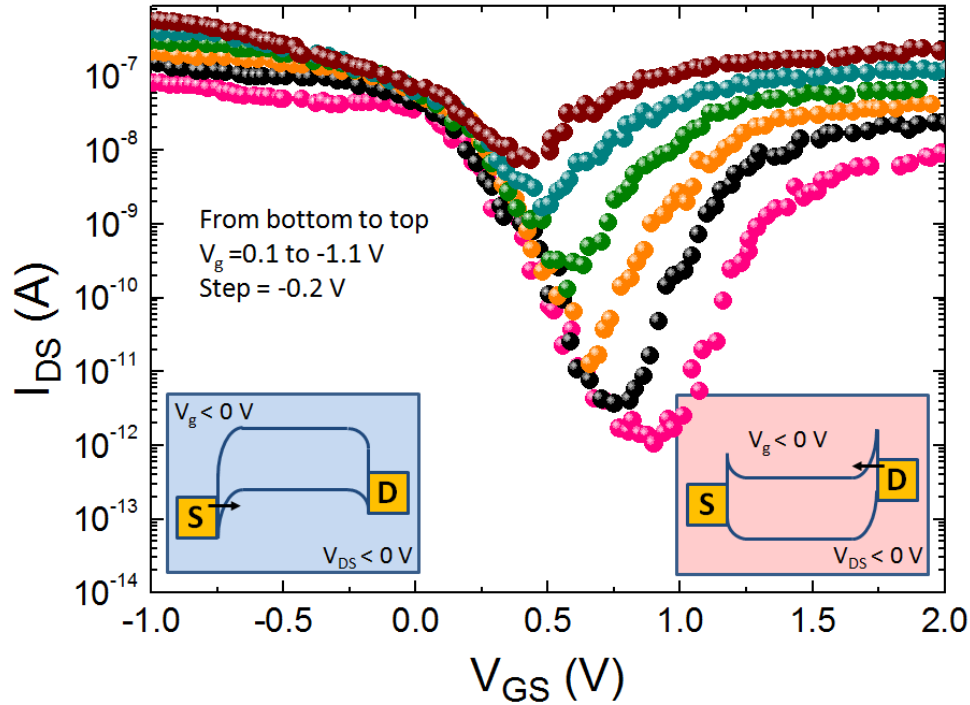 10⁻⁷
10⁻⁸
10⁻⁹
10⁻¹⁰
10⁻¹¹
10⁻¹²
10⁻¹³
10⁻¹⁴
I_DS (A)
From bottom to top
V_g =0.1 to -1.1 V
Step = -0.2 V
V_g < 0 V
S
D
V_DS < 0 V
V_g < 0 V
S
D
V_DS < 0 V
-1.0 -0.5 0.0 0.5 1.0 1.5 2.0
V_GS (V)